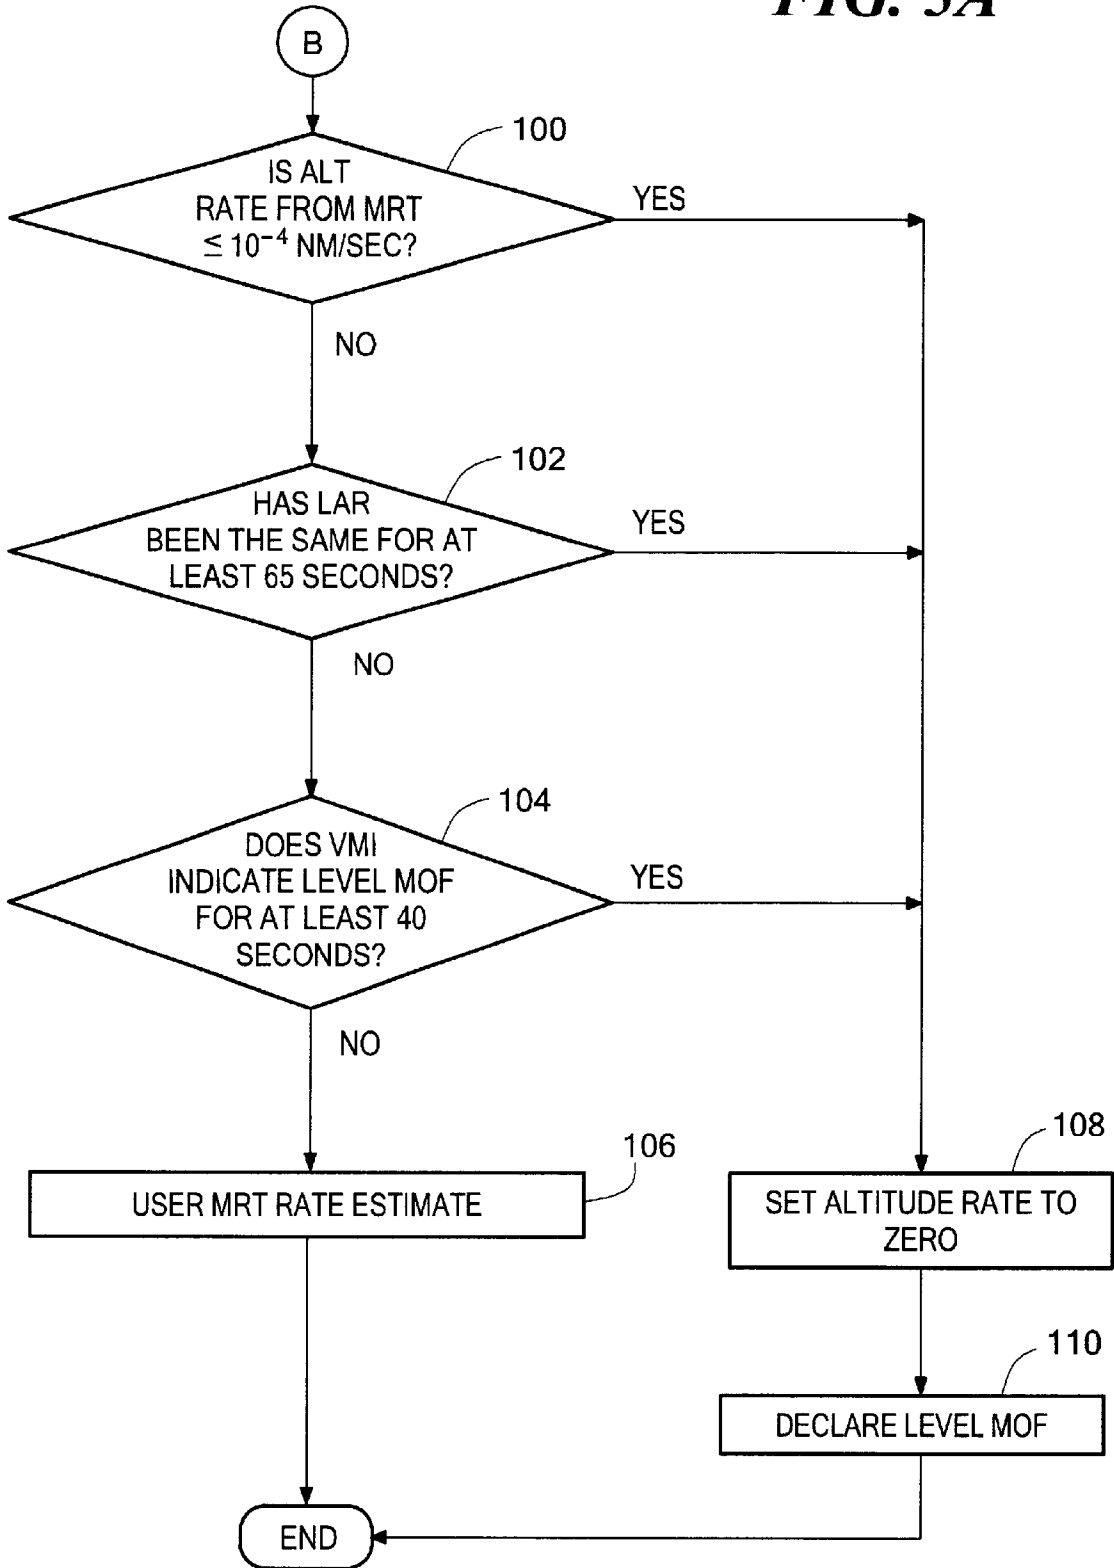 FIG. 5A
B
100
IS ALT
RATE FROM MRT
≤ 10⁻⁴ NM/SEC?
YES
NO
102
HAS LAR
BEEN THE SAME FOR AT
LEAST 65 SECONDS?
YES
NO
104
DOES VMI
INDICATE LEVEL MOF
FOR AT LEAST 40
SECONDS?
YES
NO
106
USER MRT RATE ESTIMATE
108
SET ALTITUDE RATE TO
ZERO
110
DECLARE LEVEL MOF
END